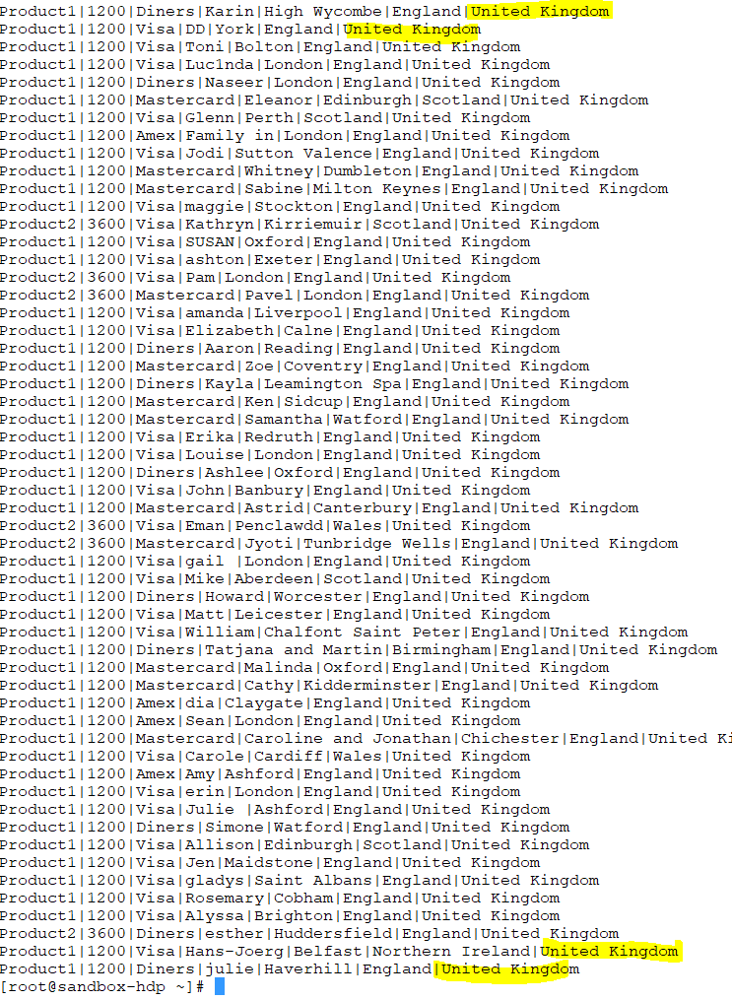 Product1|1200|Diners|Karin|High Wycombe|England|United Kingdom
Product1|1200|Visa|DD|York|England|United Kingdom
Product1|1200|Visa|Toni|Bolton|England|United Kingdom
Product1|1200|Visa|Luc1nda|London|England|United Kingdom
Product1|1200|Diners|Naseer|London|England|United Kingdom
Product1|1200|Mastercard|Eleanor|Edinburgh|Scotland|United Kingdom
Product1|1200|Visa|Glenn|Perth|Scotland|United Kingdom
Product1|1200|Amex|Family in|London|England|United Kingdom
Product1|1200|Visa|Jodi|Sutton Valence|England|United Kingdom
Product1|1200|Mastercard|Whitney|Dumbleton|England|United Kingdom
Product1|1200|Mastercard|Sabine|Milton Keynes|England|United Kingdom
Product1|1200|Visa|maggie|Stockton|England|United Kingdom
Product2|3600|Visa|Kathryn|Kirriemuir|Scotland|United Kingdom
Product1|1200|Visa|SUSAN|Oxford|England|United Kingdom
Product1|1200|Visa|ashton|Exeter|England|United Kingdom
Product2|3600|Visa|Pam|London|England|United Kingdom
Product2|3600|Mastercard|Pavel|London|England|United Kingdom
Product1|1200|Visa|amanda|Liverpool|England|United Kingdom
Product1|1200|Visa|Elizabeth|Calne|England|United Kingdom
Product1|1200|Diners|Aaron|Reading|England|United Kingdom
Product1|1200|Mastercard|Zoe|Coventry|England|United Kingdom
Product1|1200|Diners|Kayla|Leamington Spa|England|United Kingdom
Product1|1200|Mastercard|Ken|Sidcup|England|United Kingdom
Product1|1200|Mastercard|Samantha|Watford|England|United Kingdom
Product1|1200|Visa|Erika|Redruth|England|United Kingdom
Product1|1200|Visa|Louise|London|England|United Kingdom
Product1|1200|Diners|Ashlee|Oxford|England|United Kingdom
Product1|1200|Visa|John|Banbury|England|United Kingdom
Product1|1200|Mastercard|Astrid|Canterbury|England|United Kingdom
Product2|3600|Visa|Eman|Penclawdd|Wales|United Kingdom
Product2|3600|Mastercard|Jyoti|Tunbridge Wells|England|United Kingdom
Product1|1200|Visa|gail |London|England|United Kingdom
Product1|1200|Visa|Mike|Aberdeen|Scotland|United Kingdom
Product1|1200|Diners|Howard|Worcester|England|United Kingdom
Product1|1200|Visa|Matt|Leicester|England|United Kingdom
Product1|1200|Visa|William|Chalfont Saint Peter|England|United Kingdom
Product1|1200|Diners|Tatjana and Martin|Birmingham|England|United Kingdom
Product1|1200|Mastercard|Malinda|Oxford|England|United Kingdom
Product1|1200|Mastercard|Cathy|Kidderminster|England|United Kingdom
Product1|1200|Amex|dia|Claygate|England|United Kingdom
Product1|1200|Amex|Sean|London|England|United Kingdom
Product1|1200|Mastercard|Caroline and Jonathan|Chichester|England|United Ki
Product1|1200|Visa|Carole|Cardiff|Wales|United Kingdom
Product1|1200|Amex|Amy|Ashford|England|United Kingdom
Product1|1200|Visa|erin|London|England|United Kingdom
Product1|1200|Visa|Julie |Ashford|England|United Kingdom
Product1|1200|Diners|Simone|Watford|England|United Kingdom
Product1|1200|Visa|Allison|Edinburgh|Scotland|United Kingdom
Product1|1200|Visa|Jen|Maidstone|England|United Kingdom
Product1|1200|Visa|gladys|Saint Albans|England|United Kingdom
Product1|1200|Visa|Rosemary|Cobham|England|United Kingdom
Product1|1200|Visa|Alyssa|Brighton|England|United Kingdom
Product2|3600|Diners|esther|Huddersfield|England|United Kingdom
Product1|1200|Visa|Hans-Joerg|Belfast|Northern Ireland|United Kingdom
Product1|1200|Diners|julie|Haverhill|England|United Kingdom
[root@sandbox-hdp ~]#